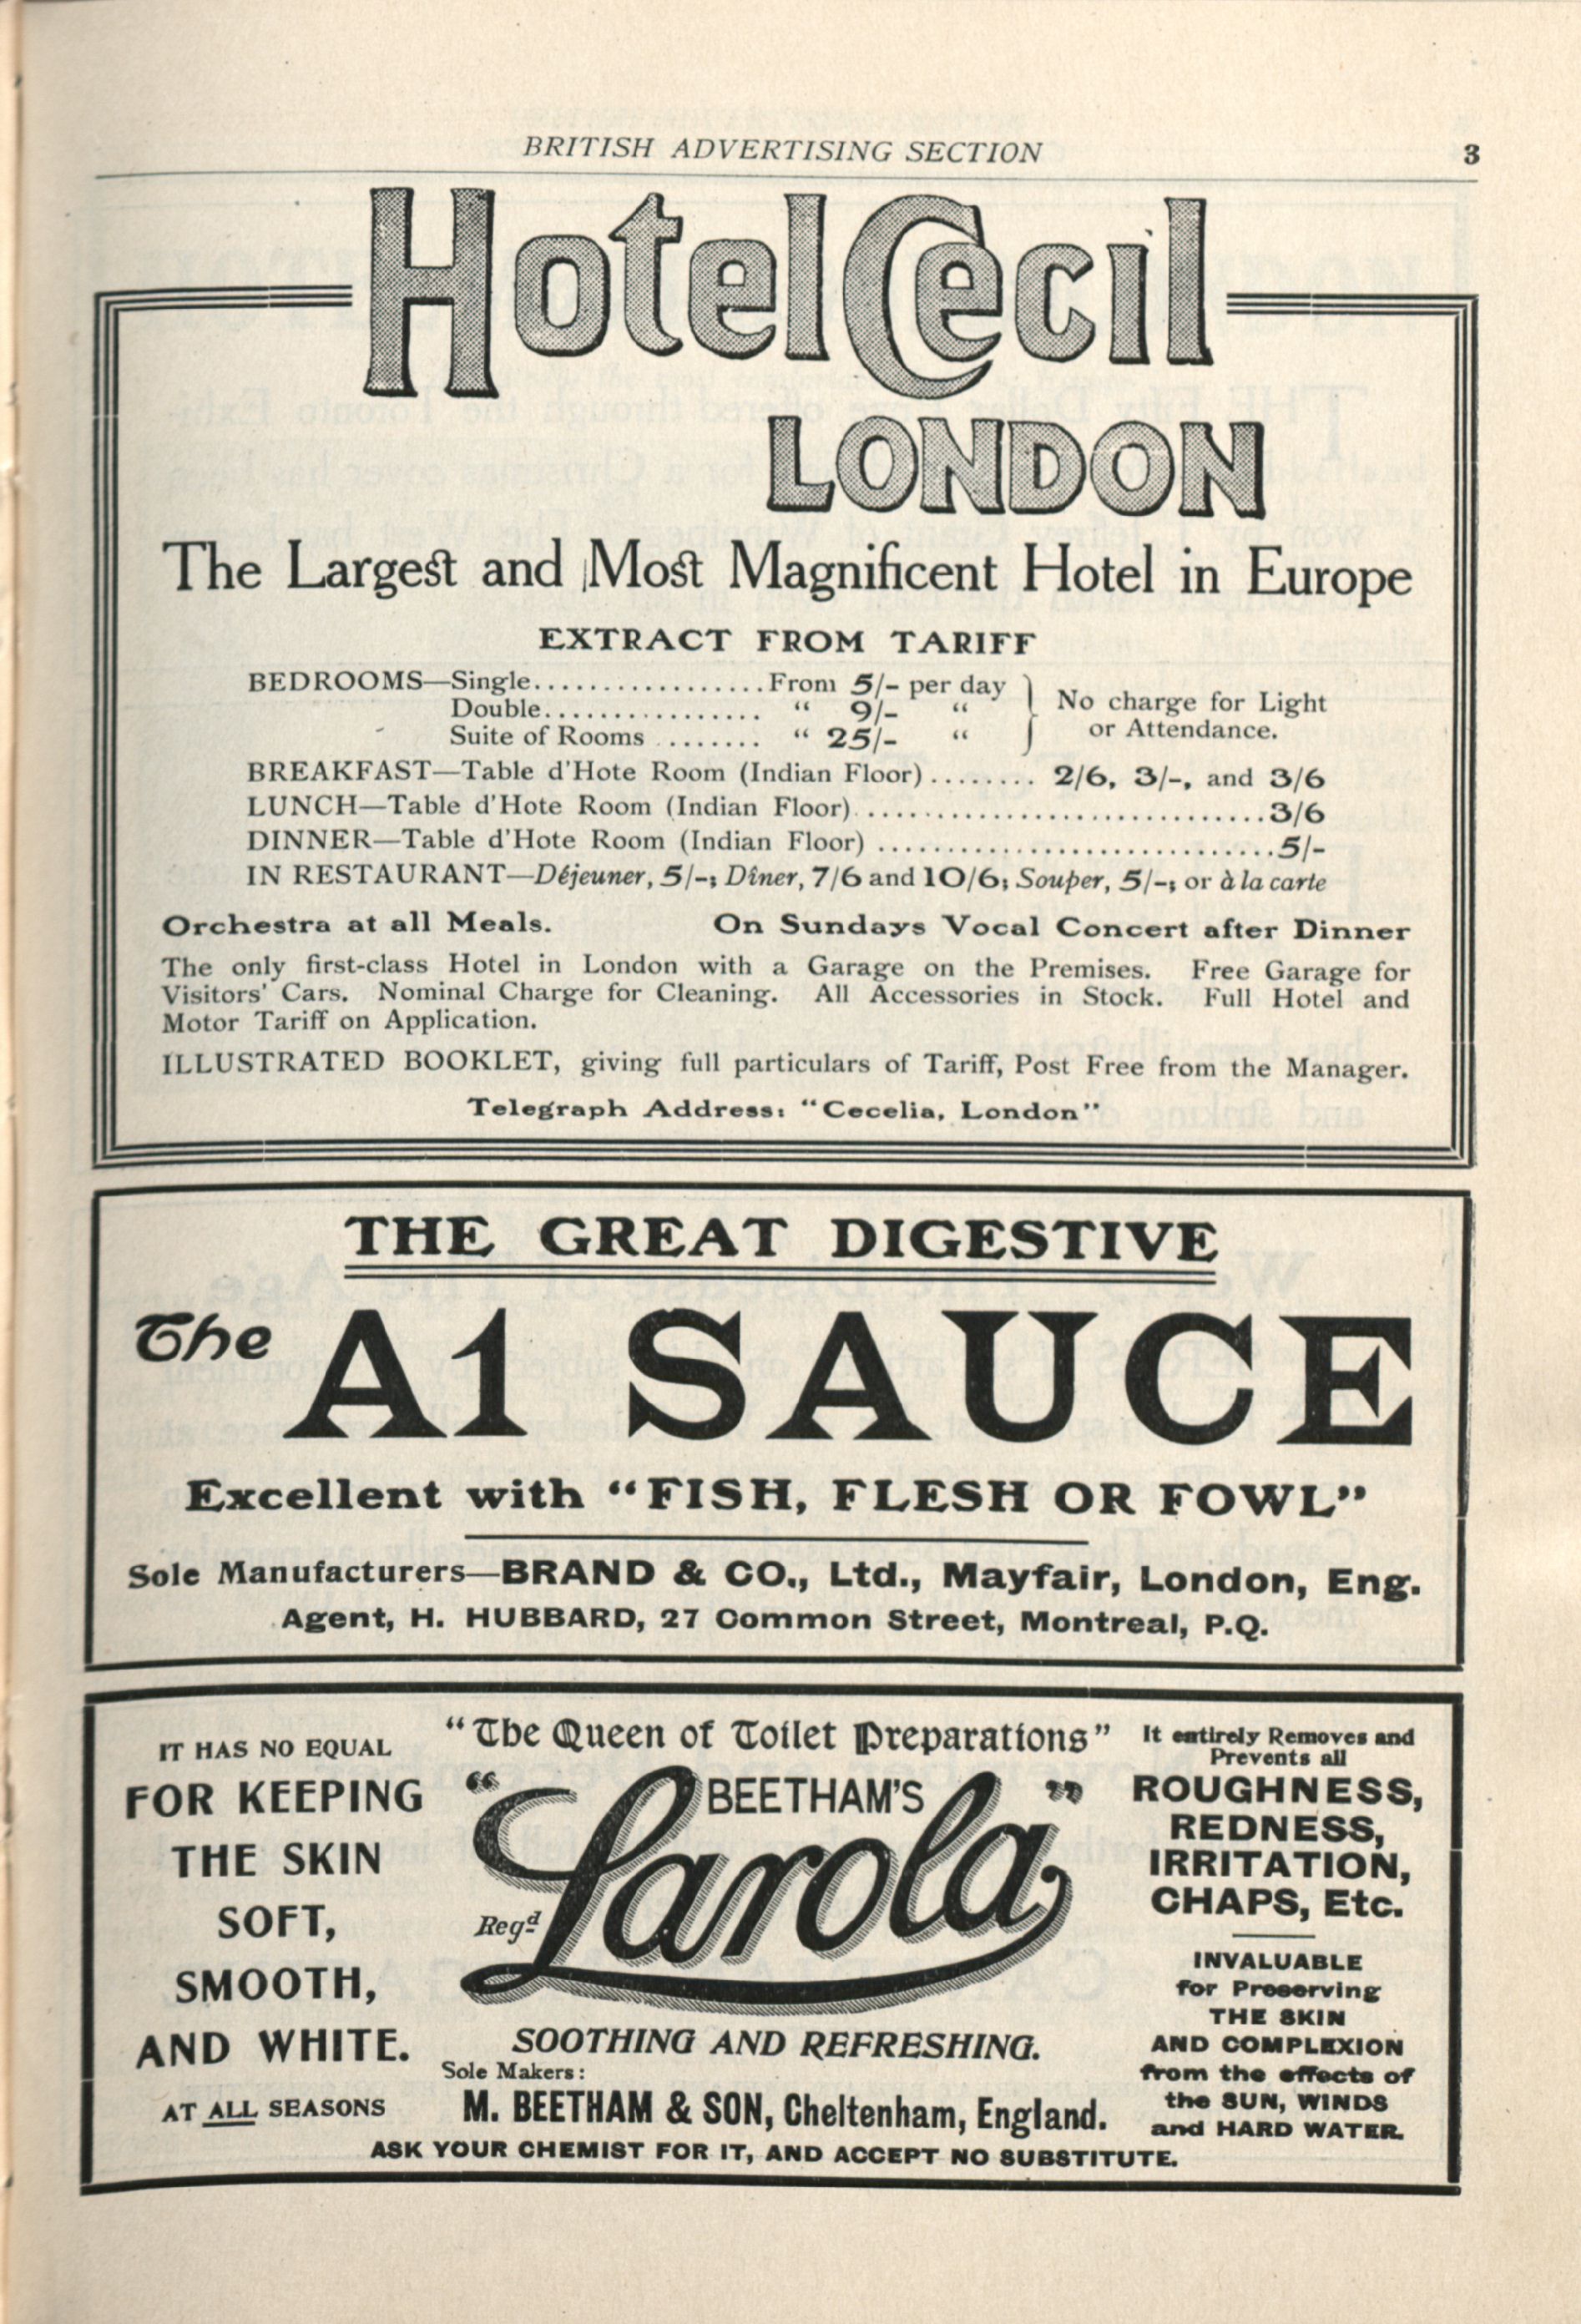 BRITISH ADVERTISING SECTION 3
Hotel Cecil
LONDON
The Largest and Most Magnificent Hotel in Europe
EXTRACT FROM TARIFF
BEDROOMS—Single..................From 5/- per day } No charge for Light
Double................. “ 9/- “ or Attendance.
Suite of Rooms ........ “ 25/- “
BREAKFAST—Table d'Hote Room (Indian Floor)........ 2/6, 3/-, and 3/6
LUNCH—Table d'Hote Room (Indian Floor)..............................3/6
DINNER—Table d'Hote Room (Indian Floor) .............................5/-
IN RESTAURANT—Déjeuner, 5/-; Dîner, 7/6 and 10/6; Souper, 5/-; or à la carte
Orchestra at all Meals. On Sundays Vocal Concert after Dinner
The only first-class Hotel in London with a Garage on the Premises. Free Garage for
Visitors' Cars. Nominal Charge for Cleaning. All Accessories in Stock. Full Hotel and
Motor Tariff on Application.
ILLUSTRATED BOOKLET, giving full particulars of Tariff, Post Free from the Manager.
Telegraph Address: “Cecelia, London”
THE GREAT DIGESTIVE
The A1 SAUCE
Excellent with “FISH, FLESH OR FOWL”
Sole Manufacturers—BRAND & CO., Ltd., Mayfair, London, Eng.
Agent, H. HUBBARD, 27 Common Street, Montreal, P.Q.
IT HAS NO EQUAL
FOR KEEPING
THE SKIN
SOFT,
SMOOTH,
AND WHITE.
AT ALL SEASONS
“The Queen of Toilet Preparations”
BEETHAM'S
“Larola”
Regd
SOOTHING AND REFRESHING.
Sole Makers:
M. BEETHAM & SON, Cheltenham, England.
It entirely Removes and
Prevents all
ROUGHNESS,
REDNESS,
IRRITATION,
CHAPS, Etc.
INVALUABLE
for Preserving
THE SKIN
AND COMPLEXION
from the effects of
the SUN, WINDS
and HARD WATER.
ASK YOUR CHEMIST FOR IT, AND ACCEPT NO SUBSTITUTE.